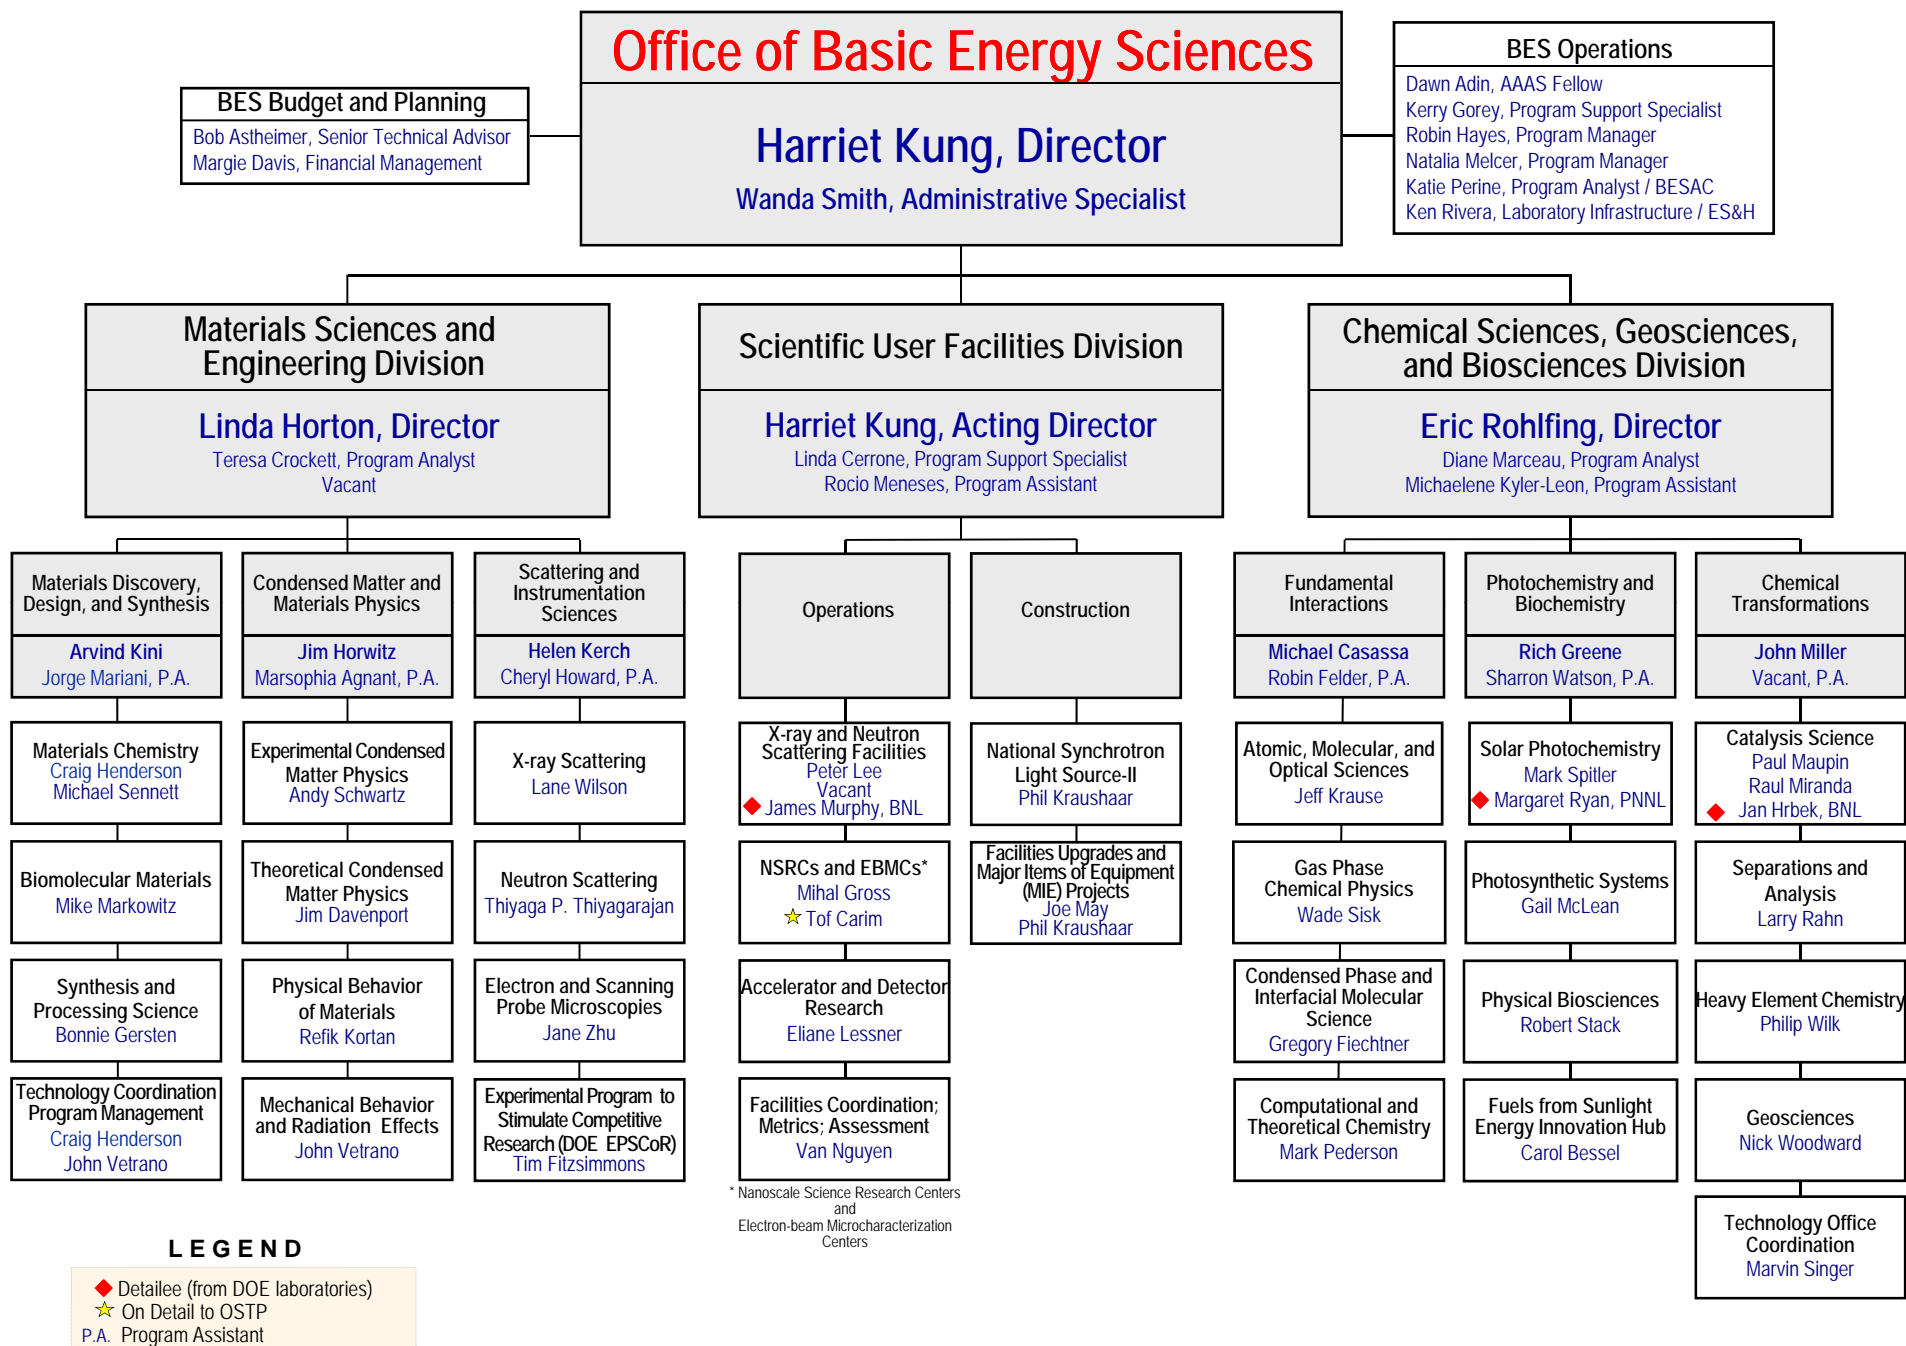 Office of Basic Energy Sciences
Harriet Kung, Director
Wanda Smith, Administrative Specialist
BES Budget and Planning
Bob Astheimer, Senior Technical Advisor
Margie Davis, Financial Management
BES Operations
Dawn Adin, AAAS Fellow
Kerry Gorey, Program Support Specialist
Robin Hayes, Program Manager
Natalia Melcer, Program Manager
Katie Perine, Program Analyst / BESAC
Ken Rivera, Laboratory Infrastructure / ES&H
Materials Sciences and
Engineering Division
Linda Horton, Director
Teresa Crockett, Program Analyst
Vacant
Scientific User Facilities Division
Harriet Kung, Acting Director
Linda Cerrone, Program Support Specialist
Rocio Meneses, Program Assistant
Chemical Sciences, Geosciences,
and Biosciences Division
Eric Rohlfing, Director
Diane Marceau, Program Analyst
Michaelene Kyler-Leon, Program Assistant
Materials Discovery,
Design, and Synthesis
Arvind Kini
Jorge Mariani, P.A.
Materials Chemistry
Craig Henderson
Michael Sennett
Biomolecular Materials
Mike Markowitz
Synthesis and
Processing Science
Bonnie Gersten
Technology Coordination
Program Management
Craig Henderson
John Vetrano
Condensed Matter and
Materials Physics
Jim Horwitz
Marsophia Agnant, P.A.
Experimental Condensed
Matter Physics
Andy Schwartz
Theoretical Condensed
Matter Physics
Jim Davenport
Physical Behavior
of Materials
Refik Kortan
Mechanical Behavior
and Radiation Effects
John Vetrano
Scattering and
Instrumentation
Sciences
Helen Kerch
Cheryl Howard, P.A.
X-ray Scattering
Lane Wilson
Neutron Scattering
Thiyaga P. Thiyagarajan
Electron and Scanning
Probe Microscopies
Jane Zhu
Experimental Program to
Stimulate Competitive
Research (DOE EPSCoR)
Tim Fitzsimmons
Operations
X-ray and Neutron
Scattering Facilities
Peter Lee
Vacant
James Murphy, BNL
NSRCs and EBMCs*
Mihal Gross
Tof Carim
Accelerator and Detector
Research
Eliane Lessner
Facilities Coordination;
Metrics; Assessment
Van Nguyen
* Nanoscale Science Research Centers
and
Electron-beam Microcharacterization
Centers
Construction
National Synchrotron
Light Source-II
Phil Kraushaar
Facilities Upgrades and
Major Items of Equipment
(MIE) Projects
Joe May
Phil Kraushaar
Fundamental
Interactions
Michael Casassa
Robin Felder, P.A.
Atomic, Molecular, and
Optical Sciences
Jeff Krause
Gas Phase
Chemical Physics
Wade Sisk
Condensed Phase and
Interfacial Molecular
Science
Gregory Fiechtner
Computational and
Theoretical Chemistry
Mark Pederson
Photochemistry and
Biochemistry
Rich Greene
Sharron Watson, P.A.
Solar Photochemistry
Mark Spitler
Margaret Ryan, PNNL
Photosynthetic Systems
Gail McLean
Physical Biosciences
Robert Stack
Fuels from Sunlight
Energy Innovation Hub
Carol Bessel
Chemical
Transformations
John Miller
Vacant, P.A.
Catalysis Science
Paul Maupin
Raul Miranda
Jan Hrbek, BNL
Separations and
Analysis
Larry Rahn
Heavy Element Chemistry
Philip Wilk
Geosciences
Nick Woodward
Technology Office
Coordination
Marvin Singer
LEGEND
Detailee (from DOE laboratories)
On Detail to OSTP
P.A. Program Assistant